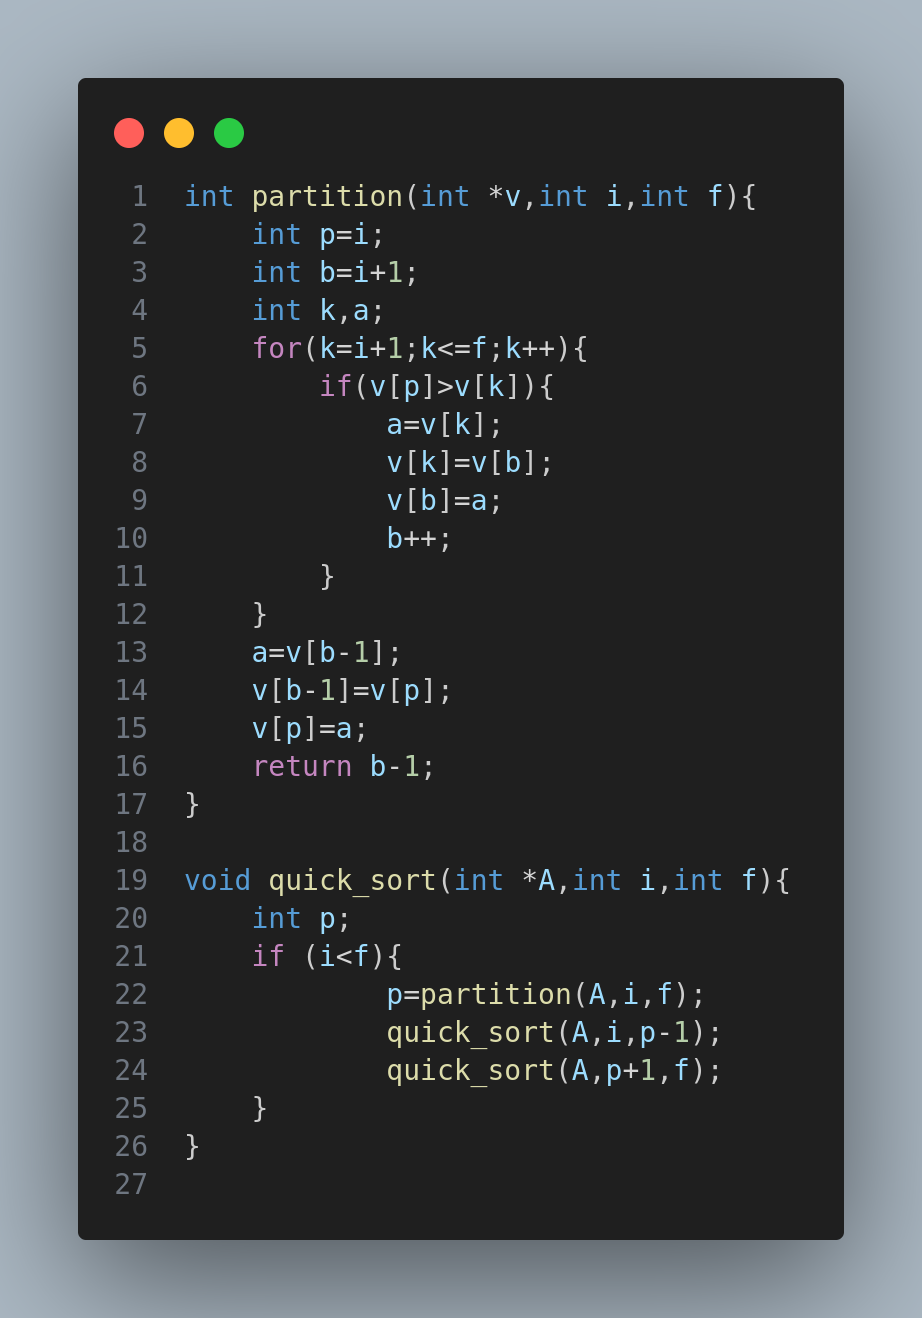 1 int partition(int *v,int i,int f){
2     int p=i;
3     int b=i+1;
4     int k,a;
5     for(k=i+1;k<=f;k++){
6         if(v[p]>v[k]){
7             a=v[k];
8             v[k]=v[b];
9             v[b]=a;
10             b++;
11         }
12     }
13     a=v[b-1];
14     v[b-1]=v[p];
15     v[p]=a;
16     return b-1;
17 }
18
19 void quick_sort(int *A,int i,int f){
20     int p;
21     if (i<f){
22             p=partition(A,i,f);
23             quick_sort(A,i,p-1);
24             quick_sort(A,p+1,f);
25     }
26 }
27